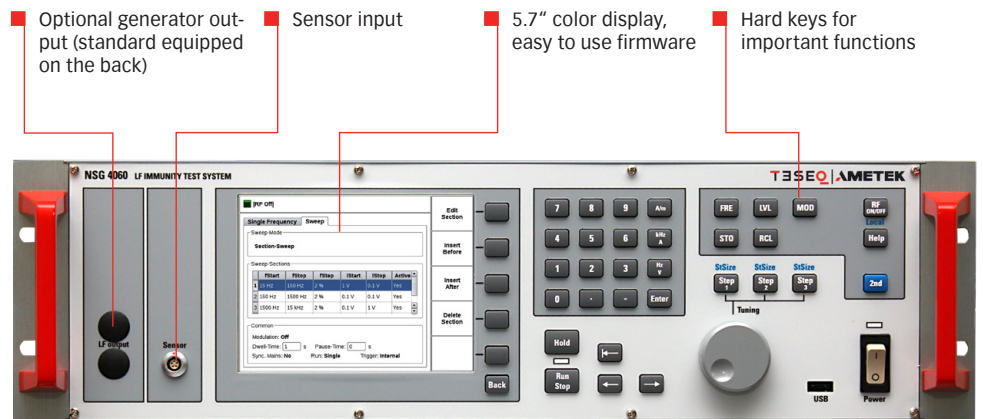 Optional generator out-
put (standard equipped
on the back)
Sensor input
5.7“ color display,
easy to use firmware
Hard keys for
important functions
NSG 4060 LF IMMUNITY TEST SYSTEM
TESEQ AMETEK
LF output
Sensor
[RF Off]
Single Frequency Sweep
Sweep Mode
Section-Sweep
Sweep Sections
fStart fStop fStep lStart lStop Active
1 15 Hz 150 Hz 2 % 1 V 0.1 V Yes
2 150 Hz 1500 Hz 2 % 0.1 V 0.1 V Yes
3 1500 Hz 15 kHz 2 % 0.1 V 1 V Yes
Common
Modulation: Off
Dwell-Time: 1 s Pause-Time: 0 s
Sync. Mains: No Run: Single Trigger: Internal
Edit
Section
Insert
Before
Insert
After
Delete
Section
Back
7 8 9 A/m
4 5 6 kHz
A
1 2 3 Hz
V
0 . - Enter
Hold
Run
Stop
FRE LVL MOD
STO RCL
RF
ON/OFF
Local
Help
2nd
StSize StSize StSize
Step
1
Step
2
Step
3
Tuning
USB
I
O
Power